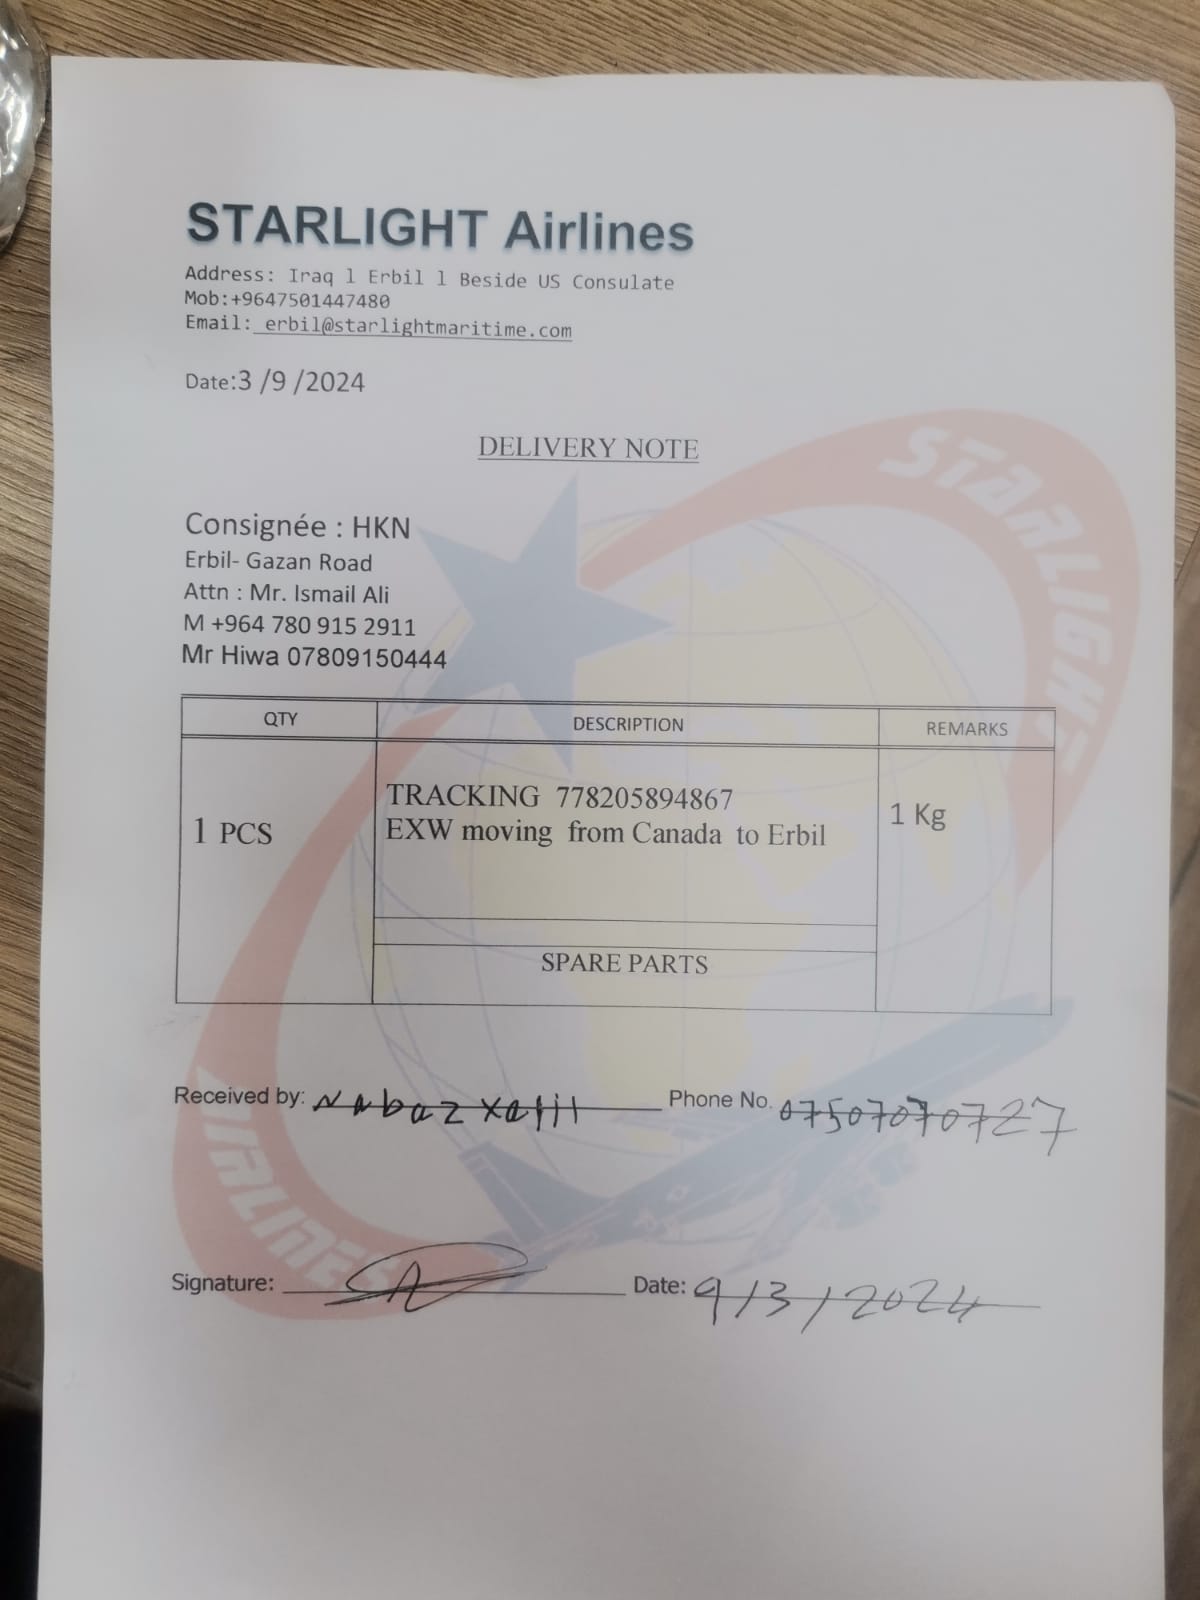 STARLIGHT Airlines
Address: Iraq l Erbil l Beside US Consulate
Mob:+9647501447480
Email: erbil@starlightmaritime.com
Date:3 /9 /2024
DELIVERY NOTE
Consignée : HKN
Erbil- Gazan Road
Attn : Mr. Ismail Ali
M +964 780 915 2911
Mr Hiwa 07809150444
QTY DESCRIPTION REMARKS
TRACKING 778205894867
1 PCS EXW moving from Canada to Erbil 1 Kg
SPARE PARTS
Received by: Nabaz Phone No. 07507070727
Signature: Date: 9/3/2024
STARLIGHT
AIRLINES